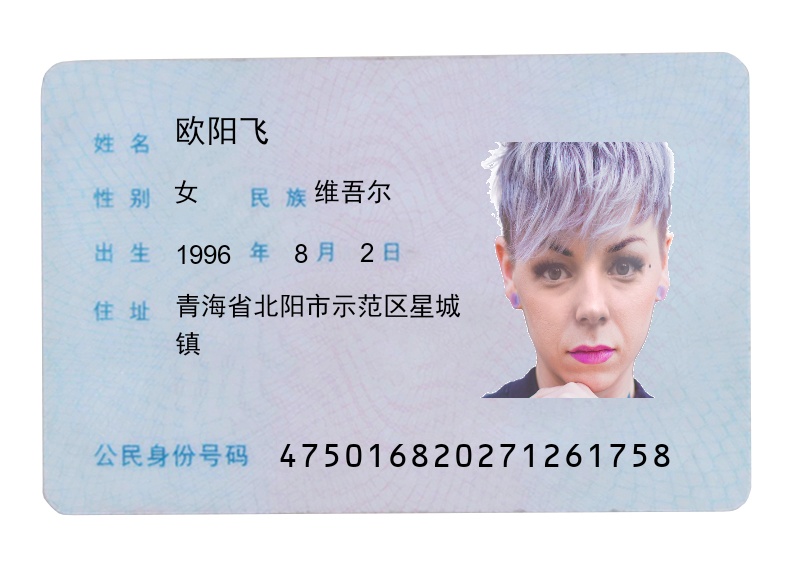 姓名 欧阳飞
性别 女 民族 维吾尔
出生 1996 年 8 月 2 日
住址 青海省北阳市示范区星城
镇
公民身份号码 475016820271261758